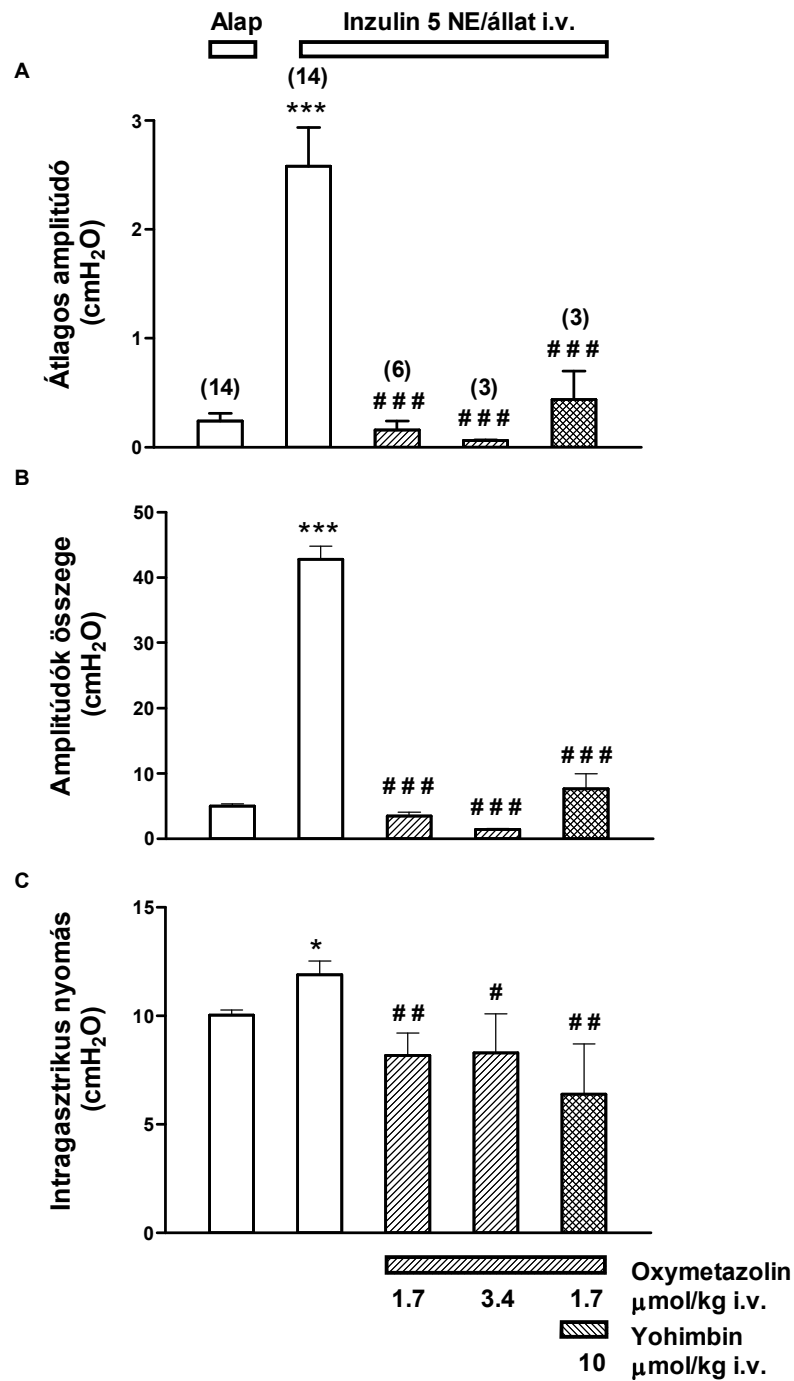 Alap Inzulin 5 NE/állat i.v.
A
(14)
***
3
2
1
0
(14)
(6)
# # #
(3)
# # #
(3)
# # #
Átlagos amplitúdó
(cmH₂O)
B
50
40
30
20
10
0
***
# # #
# # #
# # #
Amplitúdók összege
(cmH₂O)
C
15
10
5
0
*
# #
#
# #
Intragasztrikus nyomás
(cmH₂O)
Oxymetazolin
1.7 3.4 1.7 μmol/kg i.v.
Yohimbin
10 μmol/kg i.v.